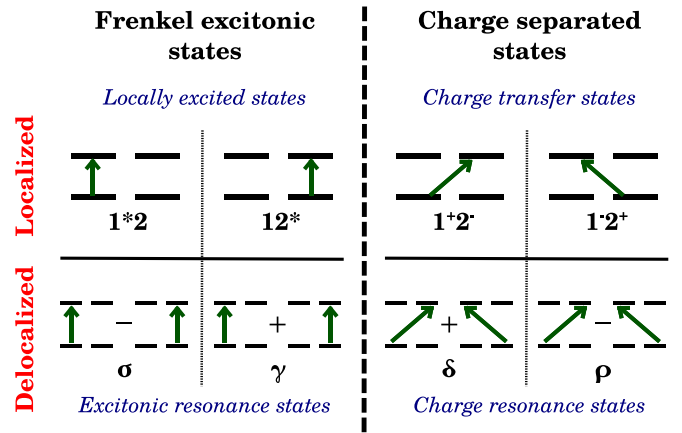 Frenkel excitonic
states
Charge separated
states
Locally excited states
Charge transfer states
Localized
1*2
12*
1⁺2⁻
1⁻2⁺
Delocalized
−
+
+
−
σ
γ
δ
ρ
Excitonic resonance states
Charge resonance states